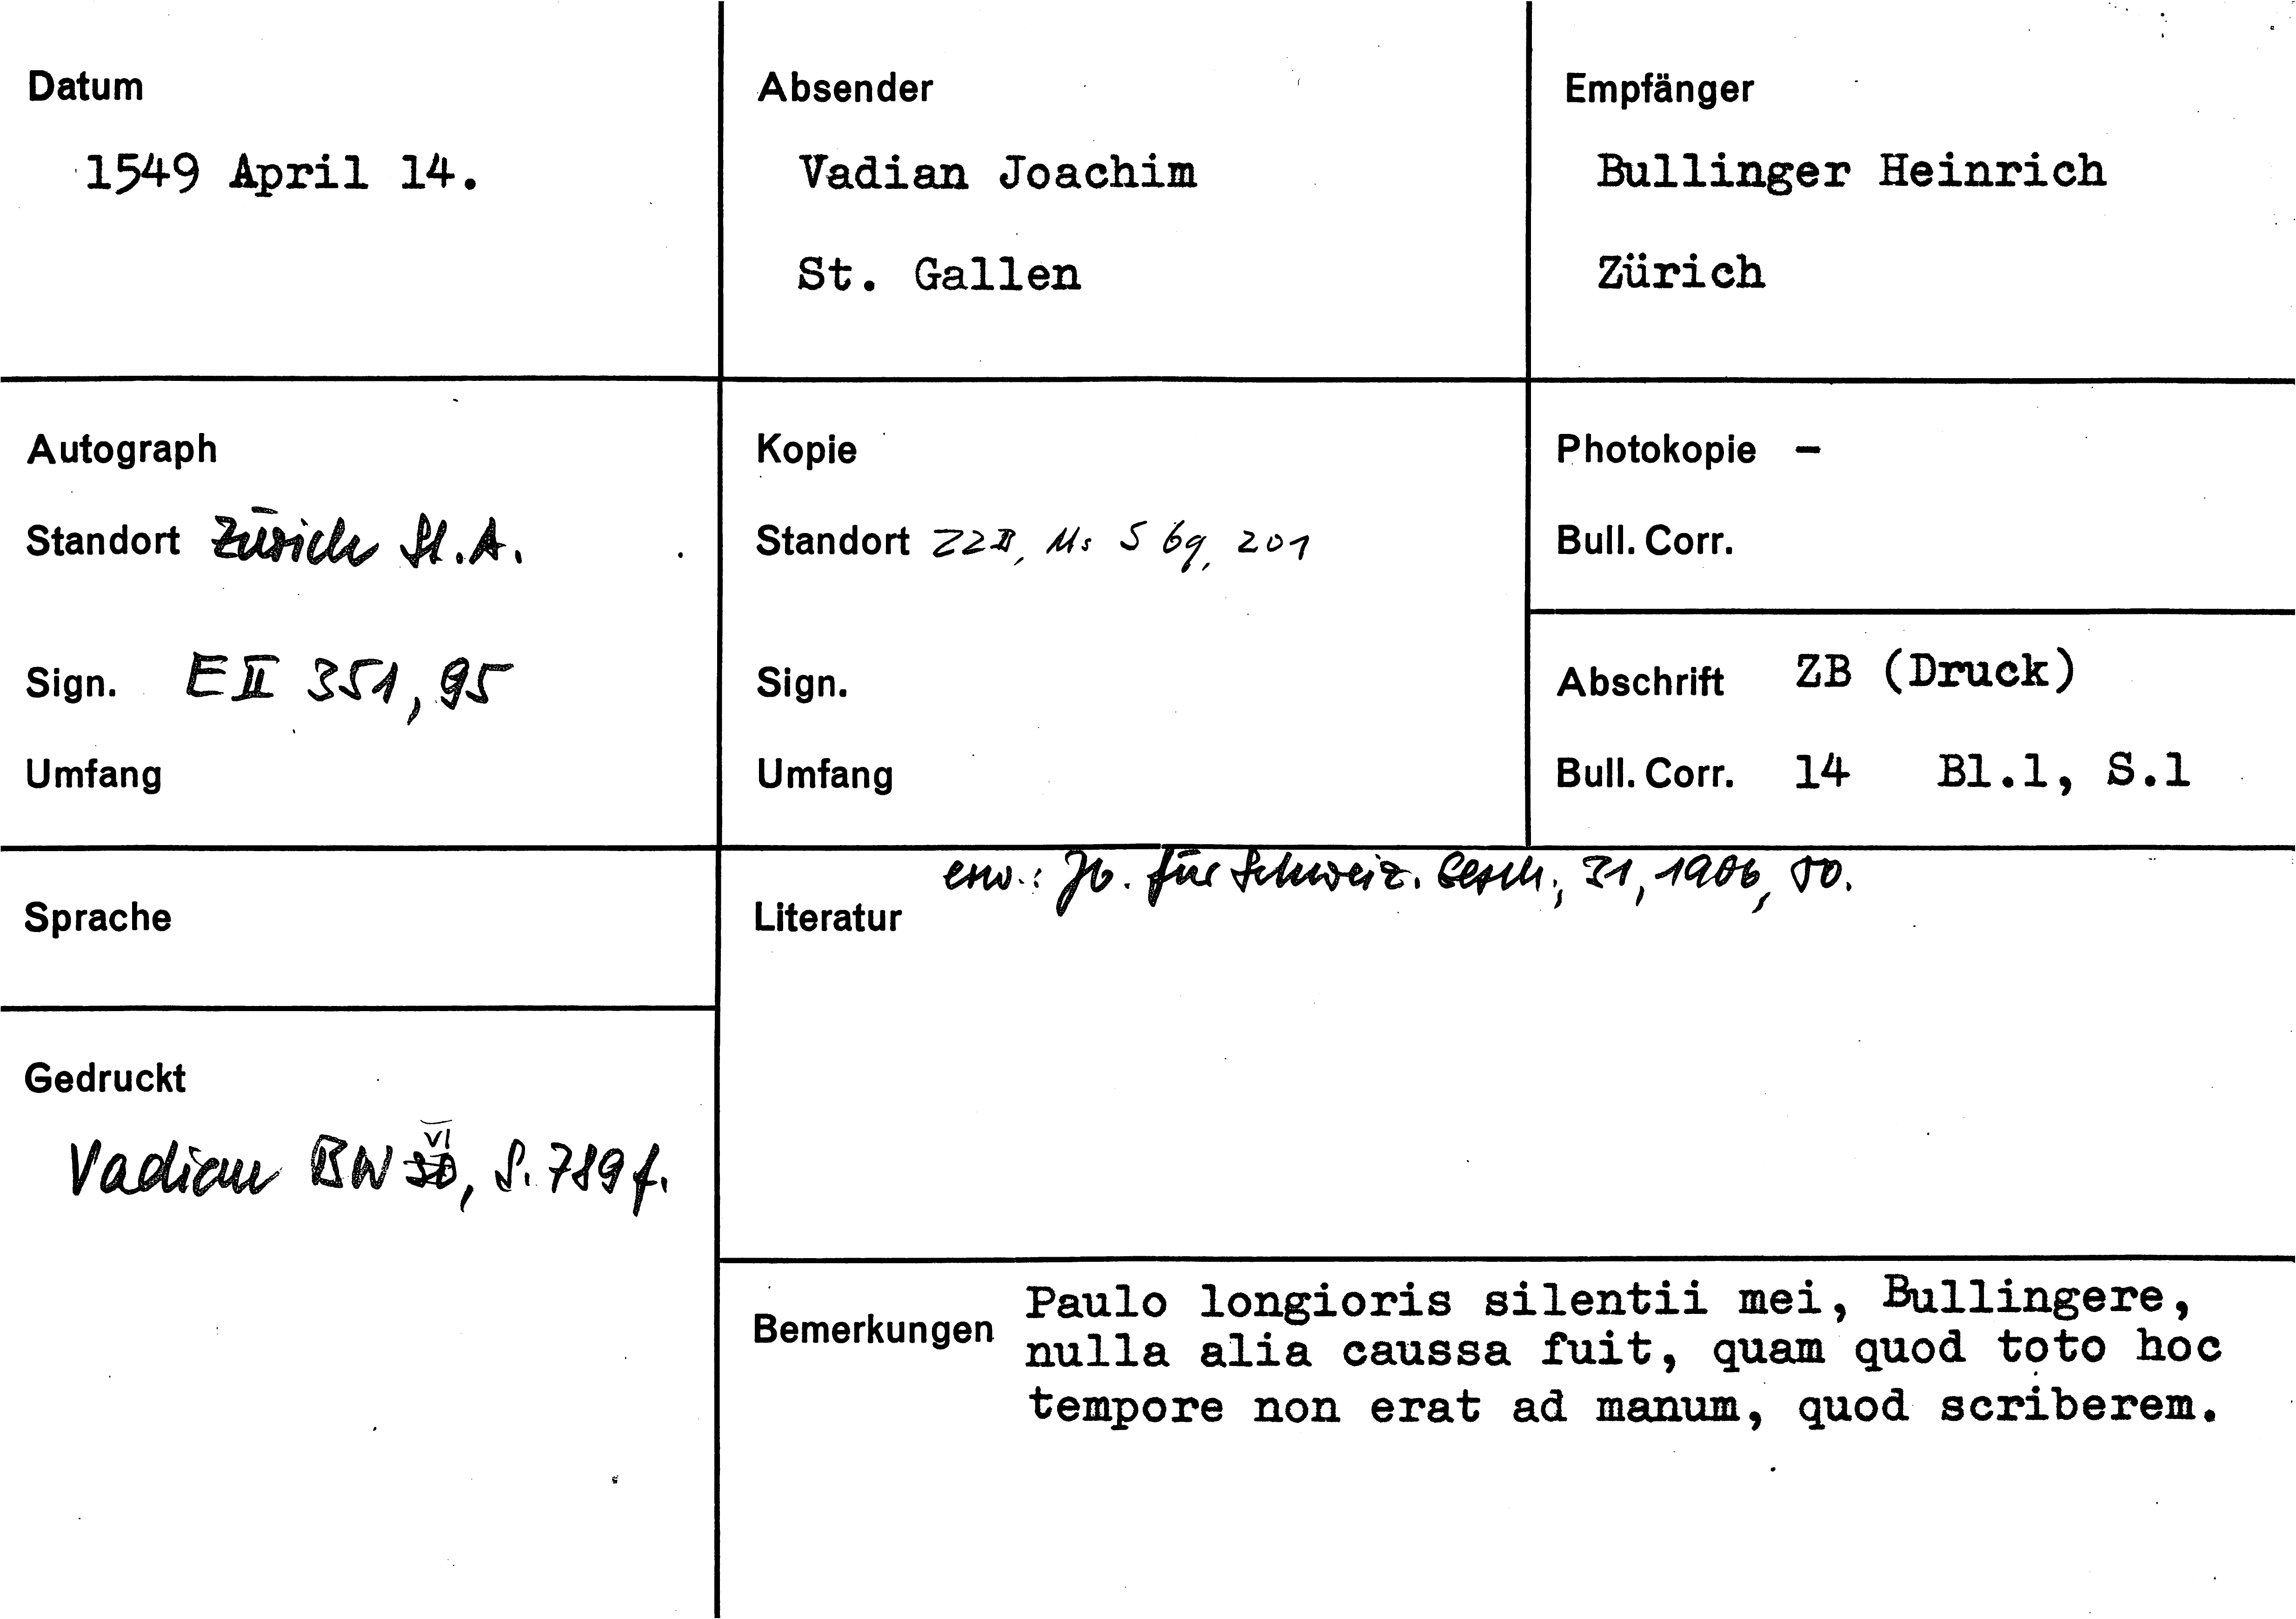 Datum
1549 April 14.
Absender
Vadian Joachim
St. Gallen
Empfänger
Bullinger Heinrich
Zürich
Autograph
Standort Zürich St.A.
Sign. E II 351, 95
Umfang
Kopie
Standort ZZB, Ms S 69, 201
Sign.
Umfang
Photokopie -
Bull. Corr.
Abschrift ZB (Druck)
Bull. Corr. 14 Bl.1, S.1
Sprache
Gedruckt
Vadian BW VI, S. 789 f.
Literatur
erw.: Jb. für Schweiz. Gesch., 31, 1906, 50.
Bemerkungen
Paulo longioris silentii mei, Bullingere,
nulla alia caussa fuit, quam quod toto hoc
tempore non erat ad manum, quod scriberem.